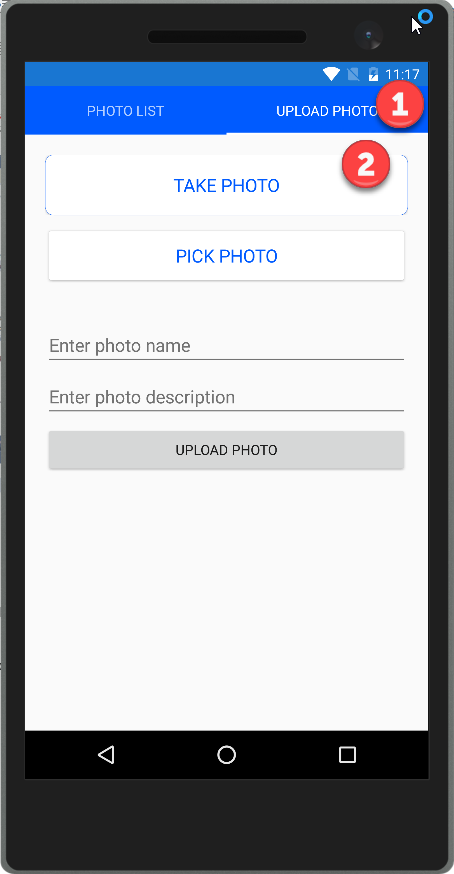 11:17
PHOTO LIST
UPLOAD PHOTO
1
2
TAKE PHOTO
PICK PHOTO
Enter photo name
Enter photo description
UPLOAD PHOTO